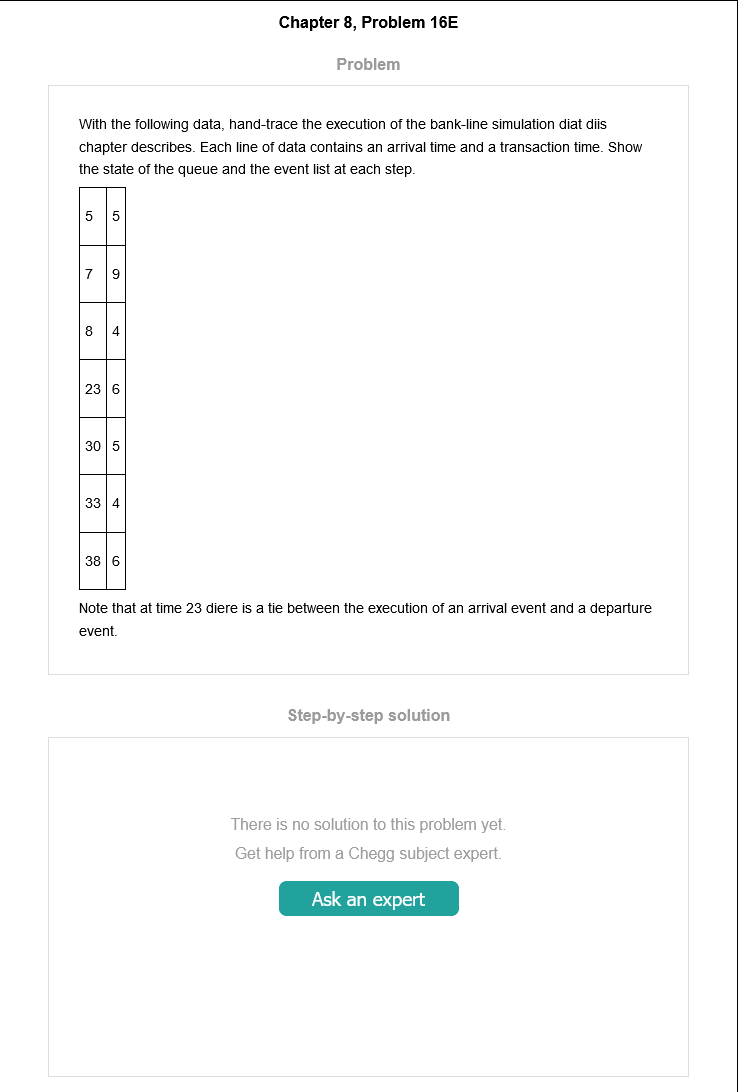 Chapter 8, Problem 16E
Problem
With the following data, hand-trace the execution of the bank-line simulation diat diis
chapter describes. Each line of data contains an arrival time and a transaction time. Show
the state of the queue and the event list at each step.
5 5
7 9
8 4
23 6
30 5
33 4
38 6
Note that at time 23 diere is a tie between the execution of an arrival event and a departure
event.
Step-by-step solution
There is no solution to this problem yet.
Get help from a Chegg subject expert.
Ask an expert